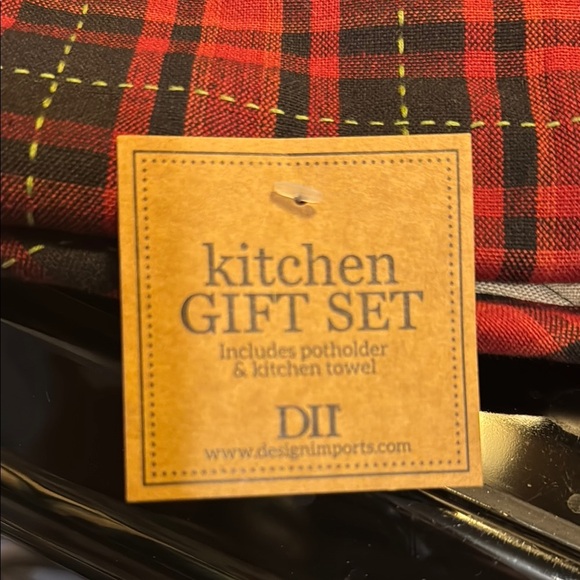 kitchen
GIFT SET
Includes potholder
& kitchen towel
DII
www.designimports.com